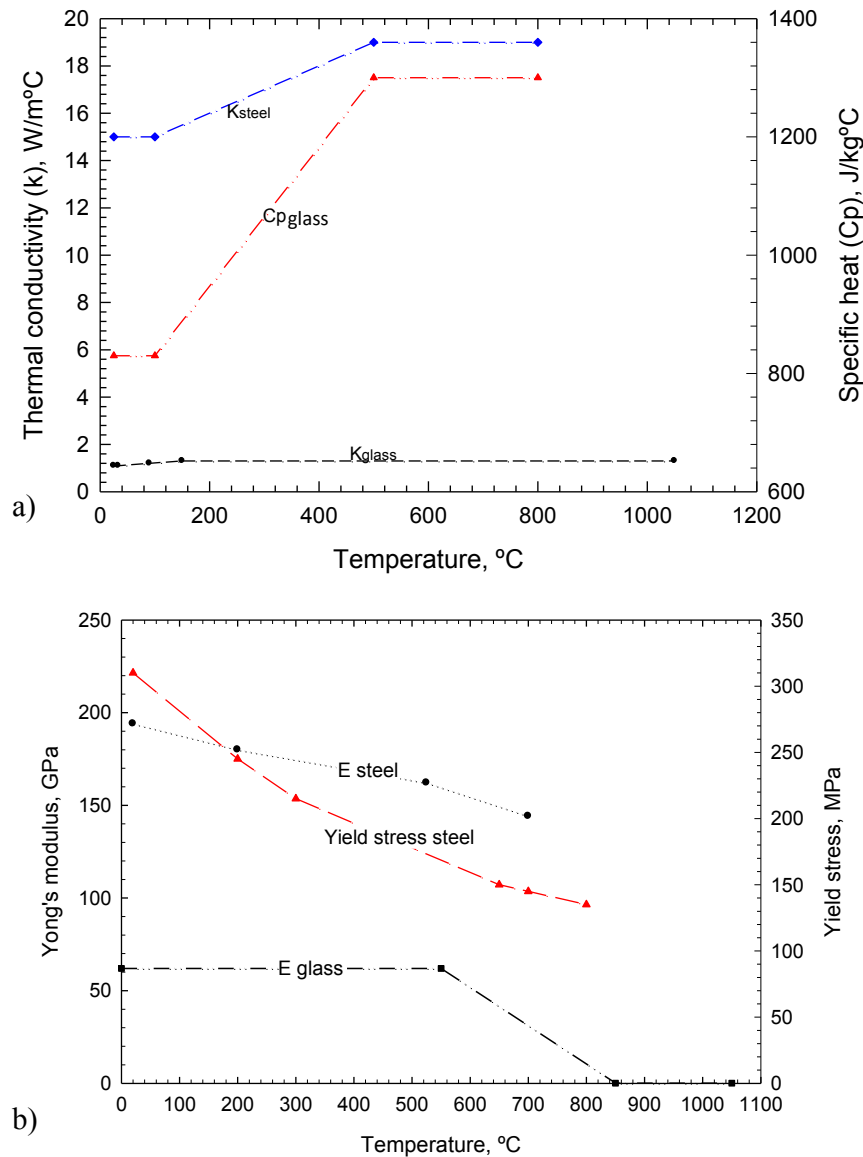 Thermal conductivity (k), W/mºC
20
18
16
14
12
10
8
6
4
2
0
Ksteel
Cpglass
Kglass
1400
1200
1000
800
600
Specific heat (Cp), J/kgºC
0 200 400 600 800 1000 1200
Temperature, ºC
a)
Yong's modulus, GPa
250
200
150
100
50
0
E steel
Yield stress steel
E glass
350
300
250
200
150
100
50
0
Yield stress, MPa
0 100 200 300 400 500 600 700 800 900 1000 1100
Temperature, ºC
b)